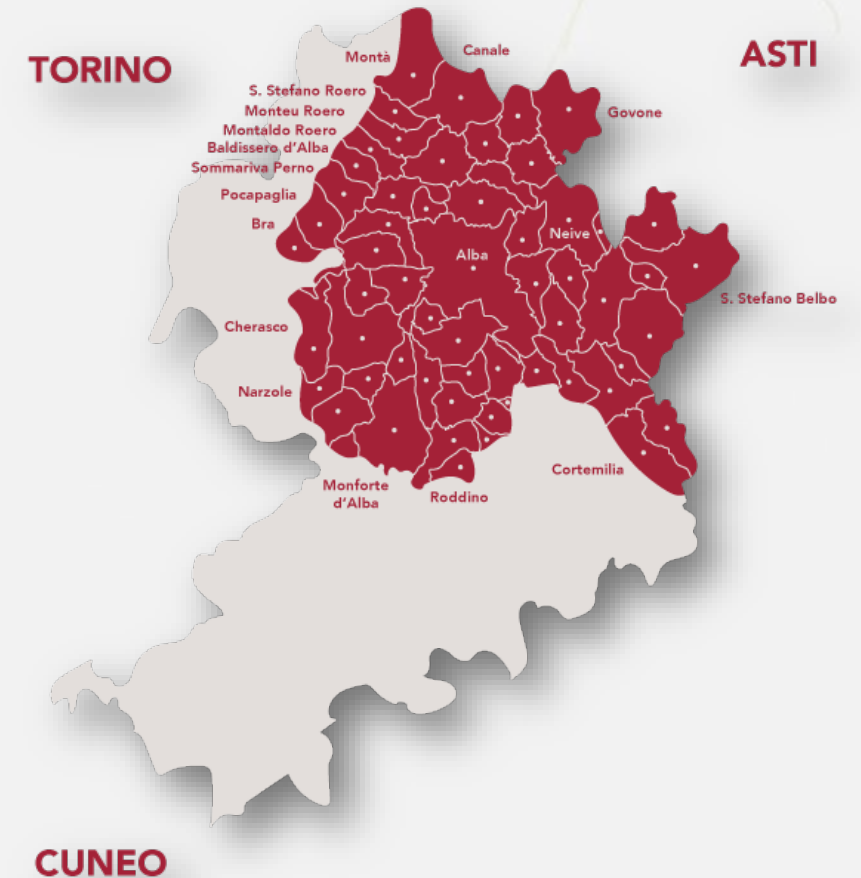 TORINO
ASTI
Montà
Canale
S. Stefano Roero
Monteu Roero
Govone
Montaldo Roero
Baldissero d'Alba
Sommariva Perno
Pocapaglia
Bra
Neive
Alba
S. Stefano Belbo
Cherasco
Narzole
Cortemilia
Monforte
d'Alba
Roddino
CUNEO